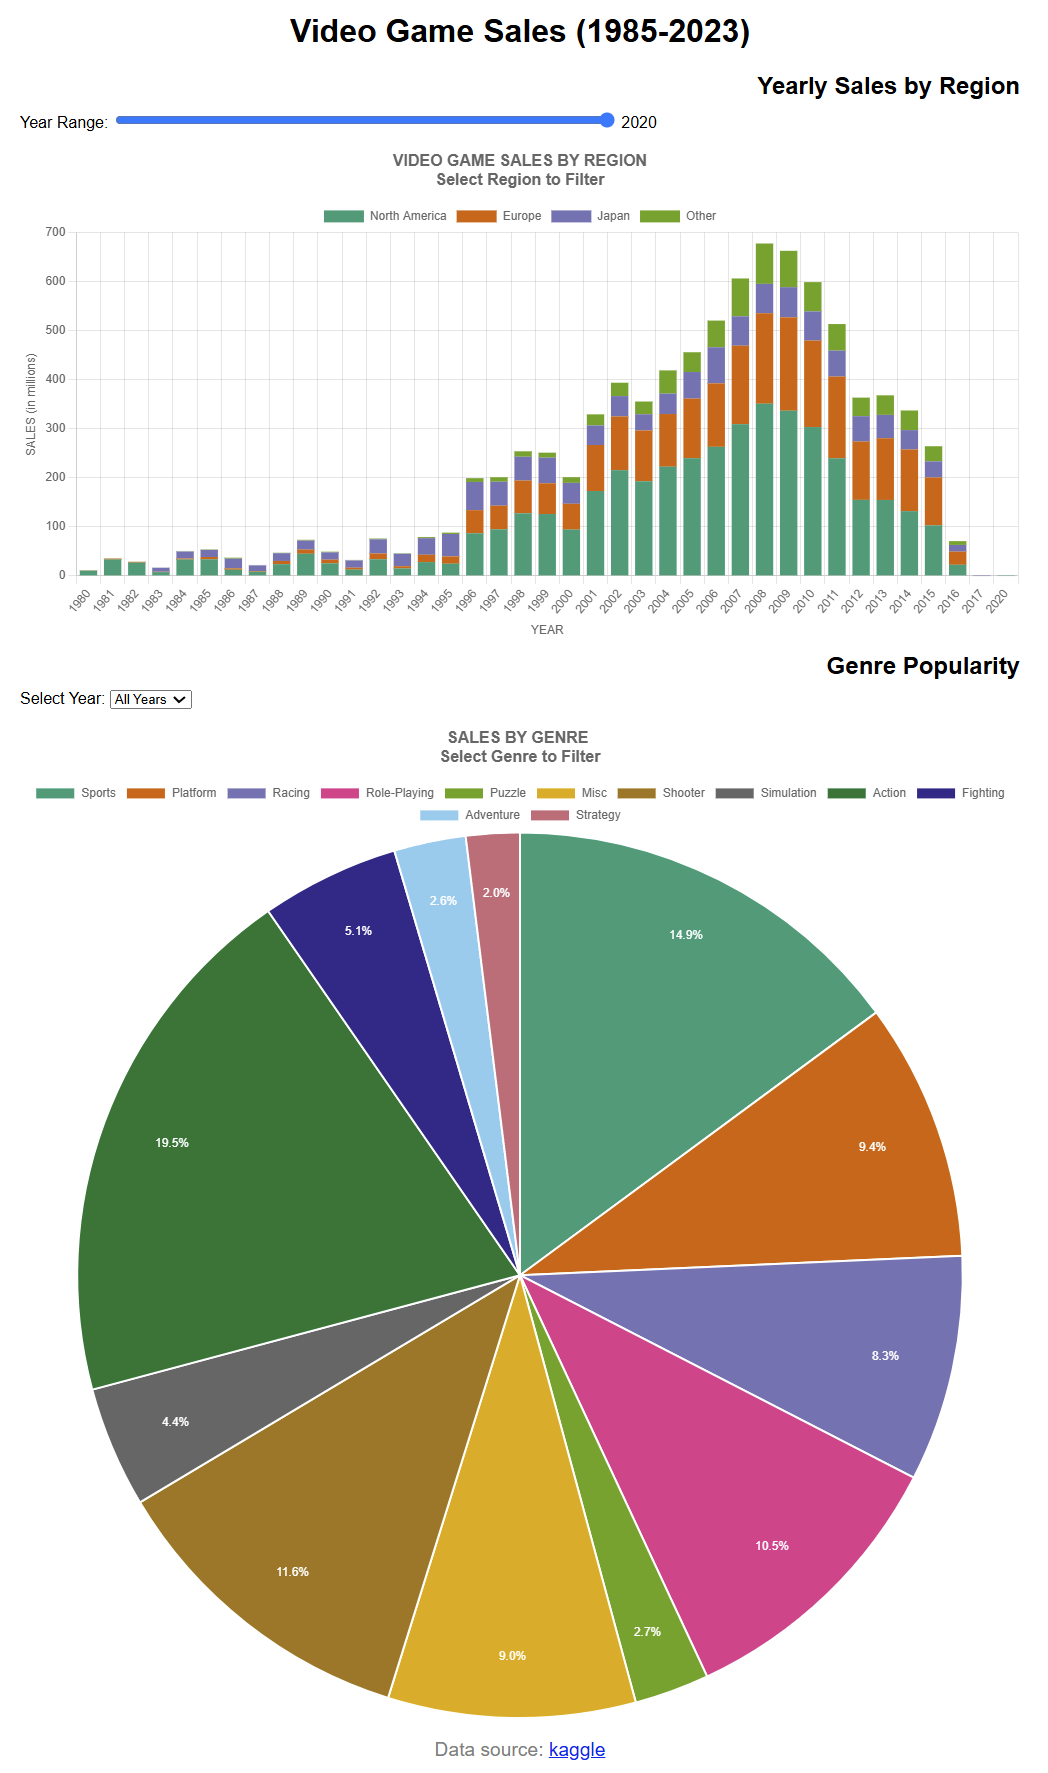 Video Game Sales (1985-2023)
Yearly Sales by Region
Year Range: 2020
VIDEO GAME SALES BY REGION
Select Region to Filter
North America Europe Japan Other
700
600
500
400
300
200
100
0
SALES (in millions)
1980 1981 1982 1983 1984 1985 1986 1987 1988 1989 1990 1991 1992 1993 1994 1995 1996 1997 1998 1999 2000 2001 2002 2003 2004 2005 2006 2007 2008 2009 2010 2011 2012 2013 2014 2015 2016 2017 2020
YEAR
Genre Popularity
Select Year: All Years
SALES BY GENRE
Select Genre to Filter
Sports Platform Racing Role-Playing Puzzle Misc Shooter Simulation Action Fighting
Adventure Strategy
2.0%
2.6%
5.1%
14.9%
19.5%
9.4%
8.3%
4.4%
10.5%
11.6%
2.7%
9.0%
Data source: kaggle